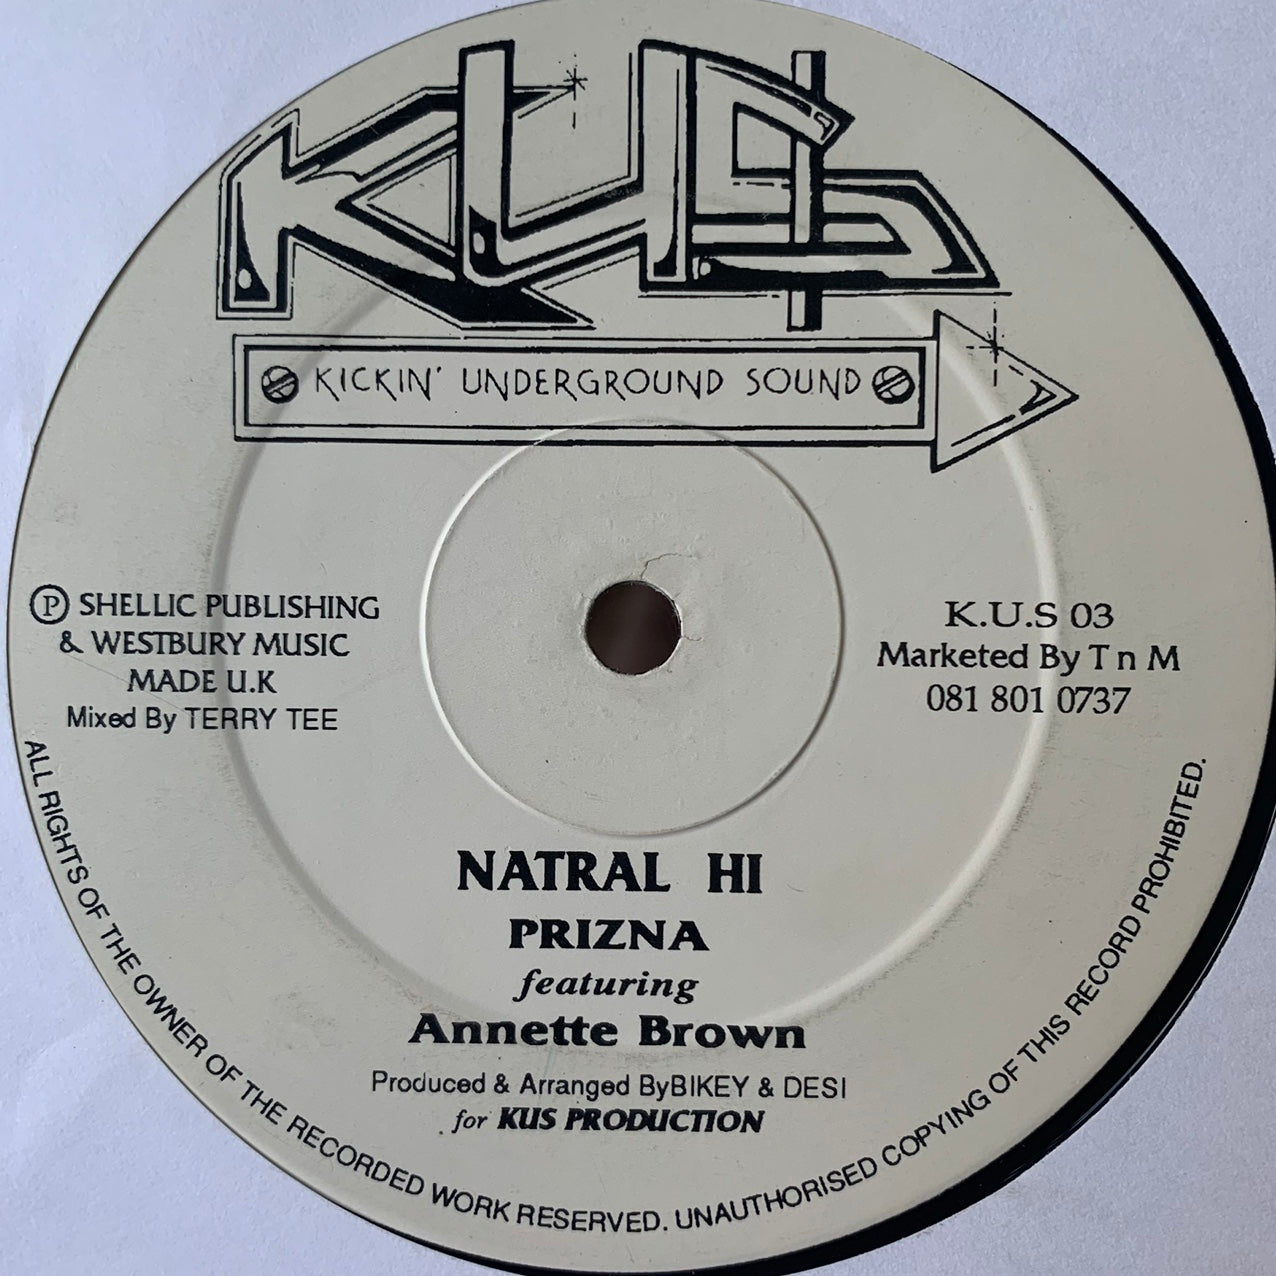 KUS
KICKIN' UNDERGROUND SOUND
Ⓟ SHELLIC PUBLISHING
& WESTBURY MUSIC
MADE U.K
Mixed By TERRY TEE
K.U.S 03
Marketed By T n M
081 801 0737
NATRAL HI
PRIZNA
featuring
Annette Brown
Produced & Arranged ByBIKEY & DESI
for KUS PRODUCTION
ALL RIGHTS OF THE OWNER OF THE RECORDED WORK RESERVED. UNAUTHORISED COPYING OF THIS RECORD PROHIBITED.